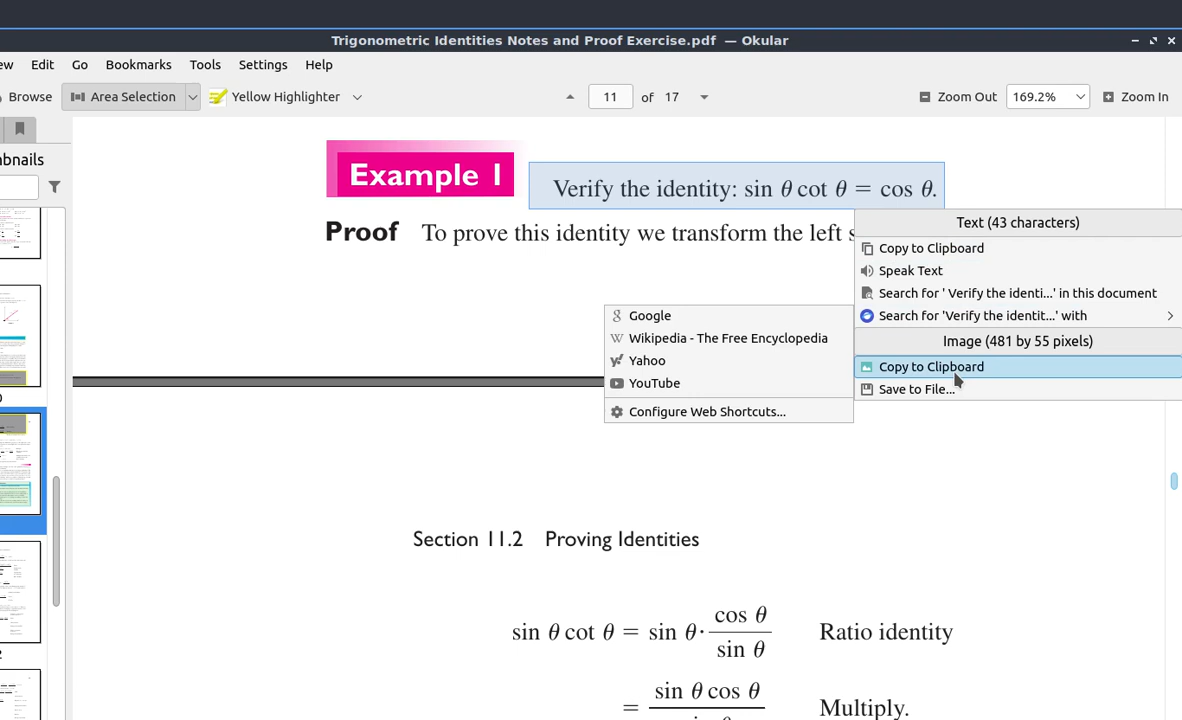 Trigonometric Identities Notes and Proof Exercise.pdf — Okular
ew Edit Go Bookmarks Tools Settings Help
Browse Area Selection Yellow Highlighter 11 of 17 Zoom Out 169.2% Zoom In
nbnails
Example 1 Verify the identity: sin θ cot θ = cos θ.
Proof To prove this identity we transform the left s
Text (43 characters)
Copy to Clipboard
Speak Text
Search for ' Verify the identi...' in this document
Search for 'Verify the identit...' with
Image (481 by 55 pixels)
Copy to Clipboard
Save to File...
Google
Wikipedia - The Free Encyclopedia
Yahoo
YouTube
Configure Web Shortcuts...
Section 11.2 Proving Identities
sin θ cot θ = sin θ · cos θ / sin θ Ratio identity
= sin θ cos θ Multiply.